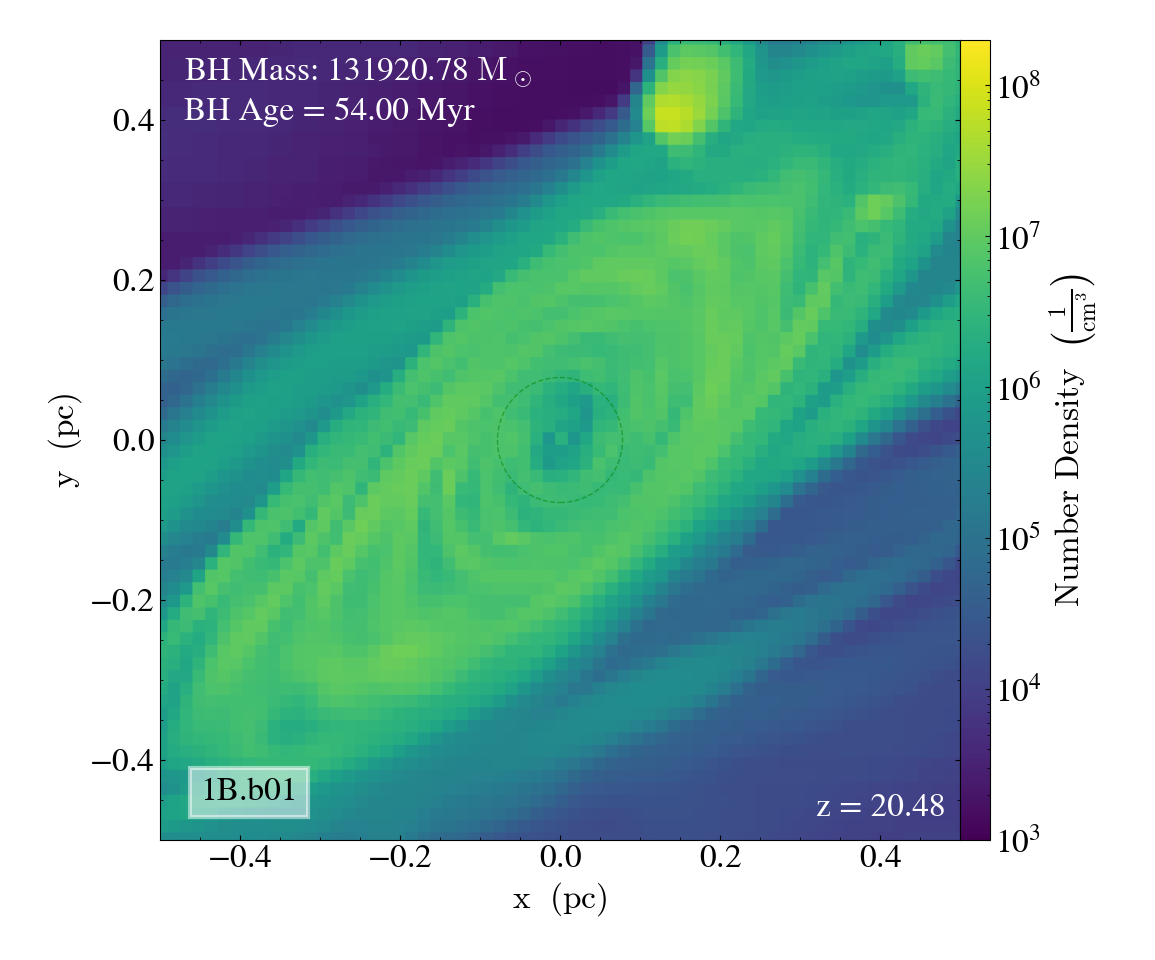 BH Mass: 131920.78 M⊙
BH Age = 54.00 Myr
1B.b01
z = 20.48
y (pc)
0.4
0.2
0.0
−0.2
−0.4
−0.4 −0.2 0.0 0.2 0.4
x (pc)
10⁸
10⁷
10⁶
10⁵
10⁴
10³
Number Density (1/cm³)